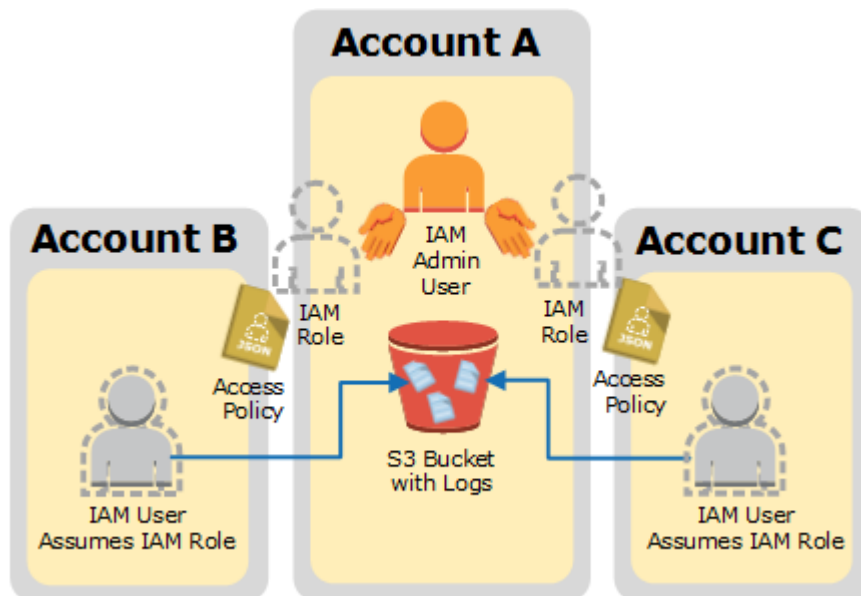 Account A
IAM
Admin
User
IAM
Role
IAM
Role
S3 Bucket
with Logs
Account B
JSON
Access
Policy
IAM User
Assumes IAM Role
Account C
JSON
Access
Policy
IAM User
Assumes IAM Role